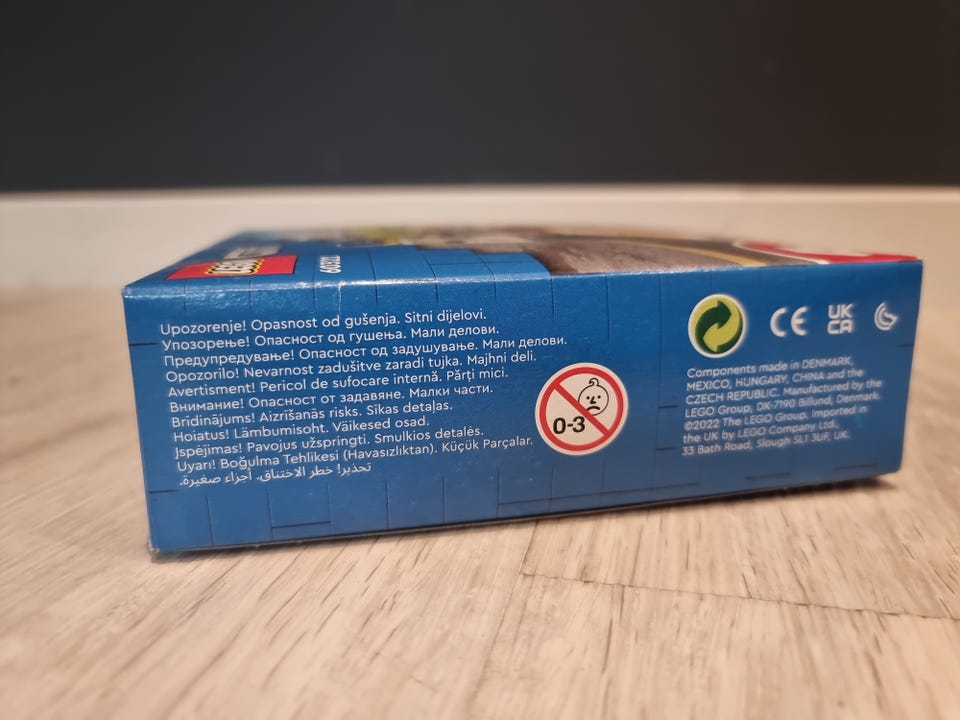 LEGO
Upozorenje! Opasnost od gušenja. Sitni dijelovi.
Упозорење! Опасност од гушења. Мали делови.
Предупредување! Опасност од задушување. Мали делови.
Opozorilo! Nevarnost zadušitve zaradi tujka. Majhni deli.
Avertisment! Pericol de sufocare internă. Părți mici.
Внимание! Опасност от задавяне. Малки части.
Brīdinājums! Aizrīšanās risks. Sīkas detaļas.
Hoiatus! Lämbumisoht. Väikesed osad.
Įspėjimas! Pavojus užspringti. Smulkios detalės.
Uyarı! Boğulma Tehlikesi (Havasızlıktan). Küçük Parçalar.
تحذير! خطر الاختناق. أجزاء صغيرة.
0-3
CE
UK
CA
Components made in DENMARK,
MEXICO, HUNGARY, CHINA and the
CZECH REPUBLIC. Manufactured by the
LEGO Group, DK-7190 Billund, Denmark.
©2022 The LEGO Group. Imported in
the UK by LEGO Company Ltd.,
33 Bath Road, Slough SL1 3UF, UK.